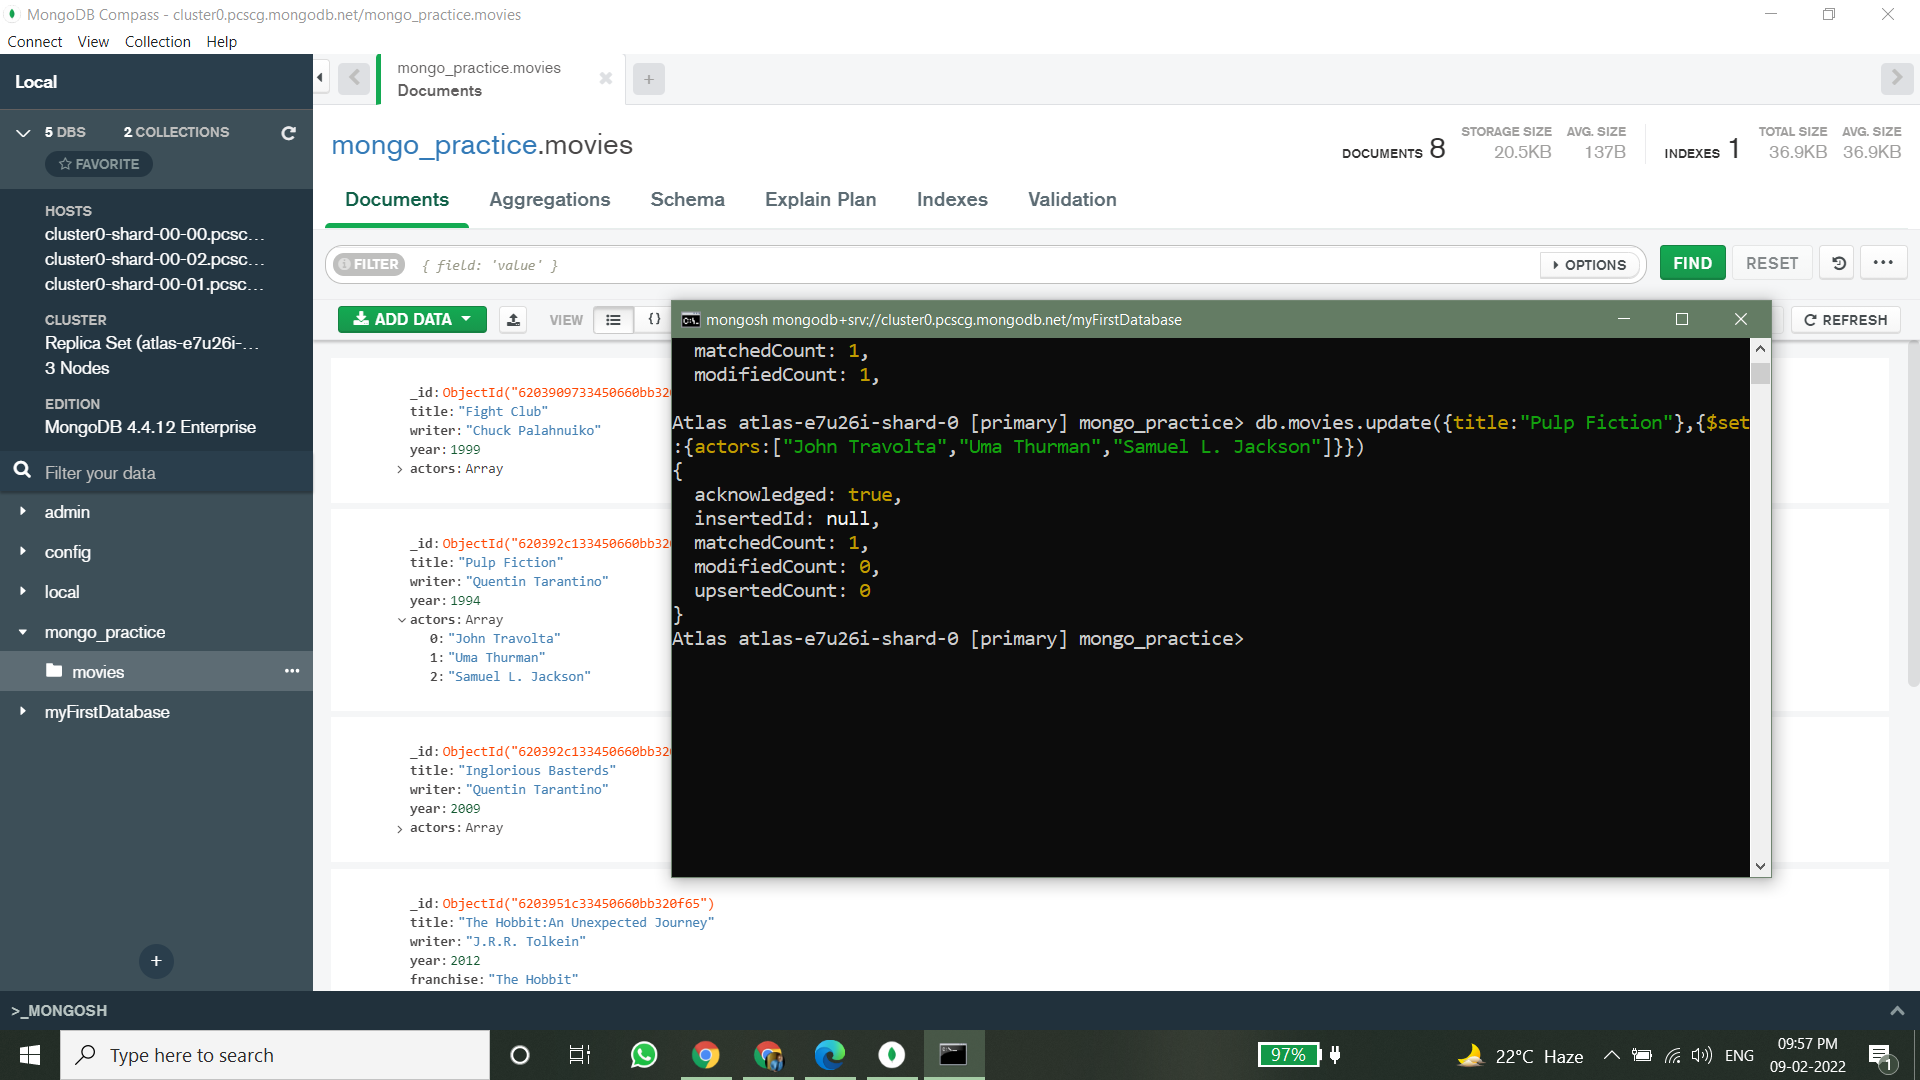 MongoDB Compass - cluster0.pcscg.mongodb.net/mongo_practice.movies
Connect View Collection Help
Local
5 DBS 2 COLLECTIONS
FAVORITE
HOSTS
cluster0-shard-00-00.pcsc...
cluster0-shard-00-02.pcsc...
cluster0-shard-00-01.pcsc...
CLUSTER
Replica Set (atlas-e7u26i-...
3 Nodes
EDITION
MongoDB 4.4.12 Enterprise
Filter your data
admin
config
local
mongo_practice
movies
myFirstDatabase
mongo_practice.movies
Documents
mongo_practice.movies
DOCUMENTS 8
STORAGE SIZE
20.5KB
AVG. SIZE
137B
INDEXES 1
TOTAL SIZE
36.9KB
AVG. SIZE
36.9KB
Documents Aggregations Schema Explain Plan Indexes Validation
FILTER { field: 'value' } OPTIONS FIND RESET
ADD DATA VIEW {} REFRESH
_id: ObjectId("6203909733450660bb32
title: "Fight Club"
writer: "Chuck Palahnuiko"
year: 1999
actors: Array
_id: ObjectId("620392c133450660bb32
title: "Pulp Fiction"
writer: "Quentin Tarantino"
year: 1994
actors: Array
0: "John Travolta"
1: "Uma Thurman"
2: "Samuel L. Jackson"
_id: ObjectId("620392c133450660bb32
title: "Inglorious Basterds"
writer: "Quentin Tarantino"
year: 2009
actors: Array
_id: ObjectId("6203951c33450660bb320f65")
title: "The Hobbit:An Unexpected Journey"
writer: "J.R.R. Tolkein"
year: 2012
franchise: "The Hobbit"
mongosh mongodb+srv://cluster0.pcscg.mongodb.net/myFirstDatabase
matchedCount: 1,
modifiedCount: 1,
Atlas atlas-e7u26i-shard-0 [primary] mongo_practice> db.movies.update({title:"Pulp Fiction"},{$set
:{actors:["John Travolta","Uma Thurman","Samuel L. Jackson"]}})
{
acknowledged: true,
insertedId: null,
matchedCount: 1,
modifiedCount: 0,
upsertedCount: 0
}
Atlas atlas-e7u26i-shard-0 [primary] mongo_practice>
>_MONGOSH
Type here to search
97%
22°C Haze
ENG
09:57 PM
09-02-2022
1